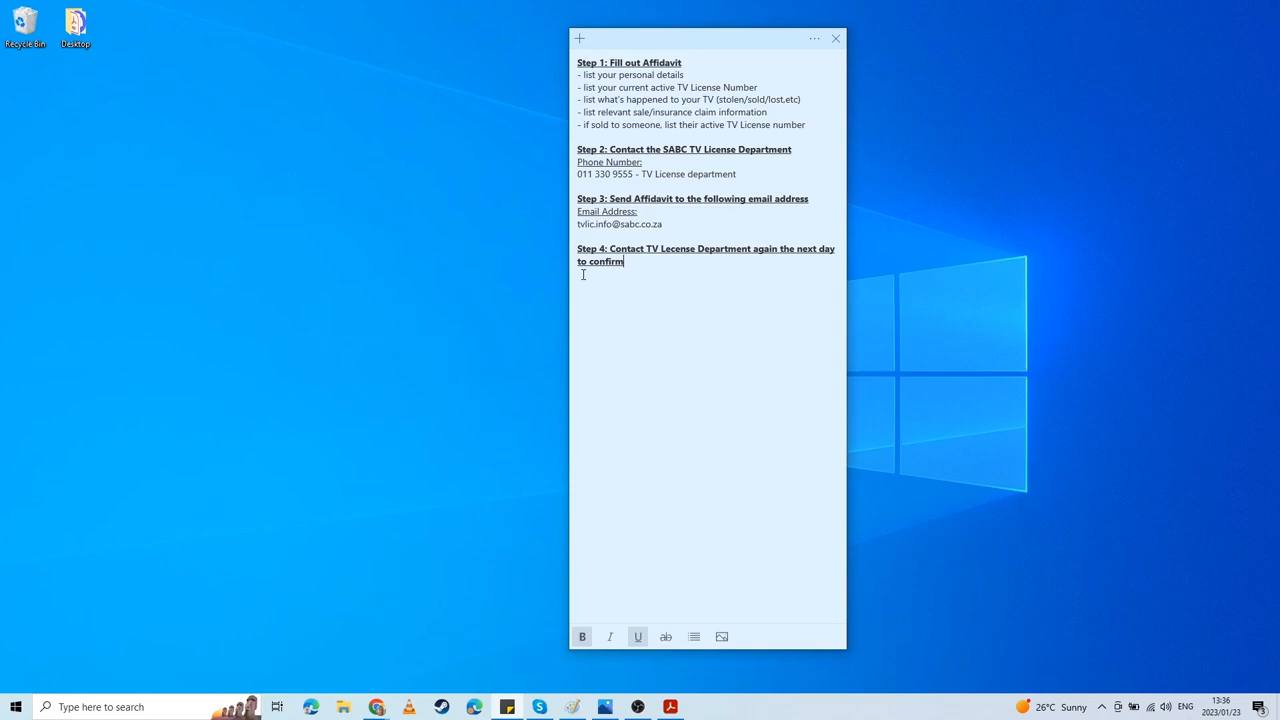 Recycle Bin
Desktop
Step 1: Fill out Affidavit
- list your personal details
- list your current active TV License Number
- list what's happened to your TV (stolen/sold/lost,etc)
- list relevant sale/insurance claim information
- if sold to someone, list their active TV License number
Step 2: Contact the SABC TV License Department
Phone Number:
011 330 9555 - TV License department
Step 3: Send Affidavit to the following email address
Email Address:
tvlic.info@sabc.co.za
Step 4: Contact TV Lecense Department again the next day
to confirm
B I U ab
Type here to search
26°C Sunny
ENG
13:36
2023/01/23
3